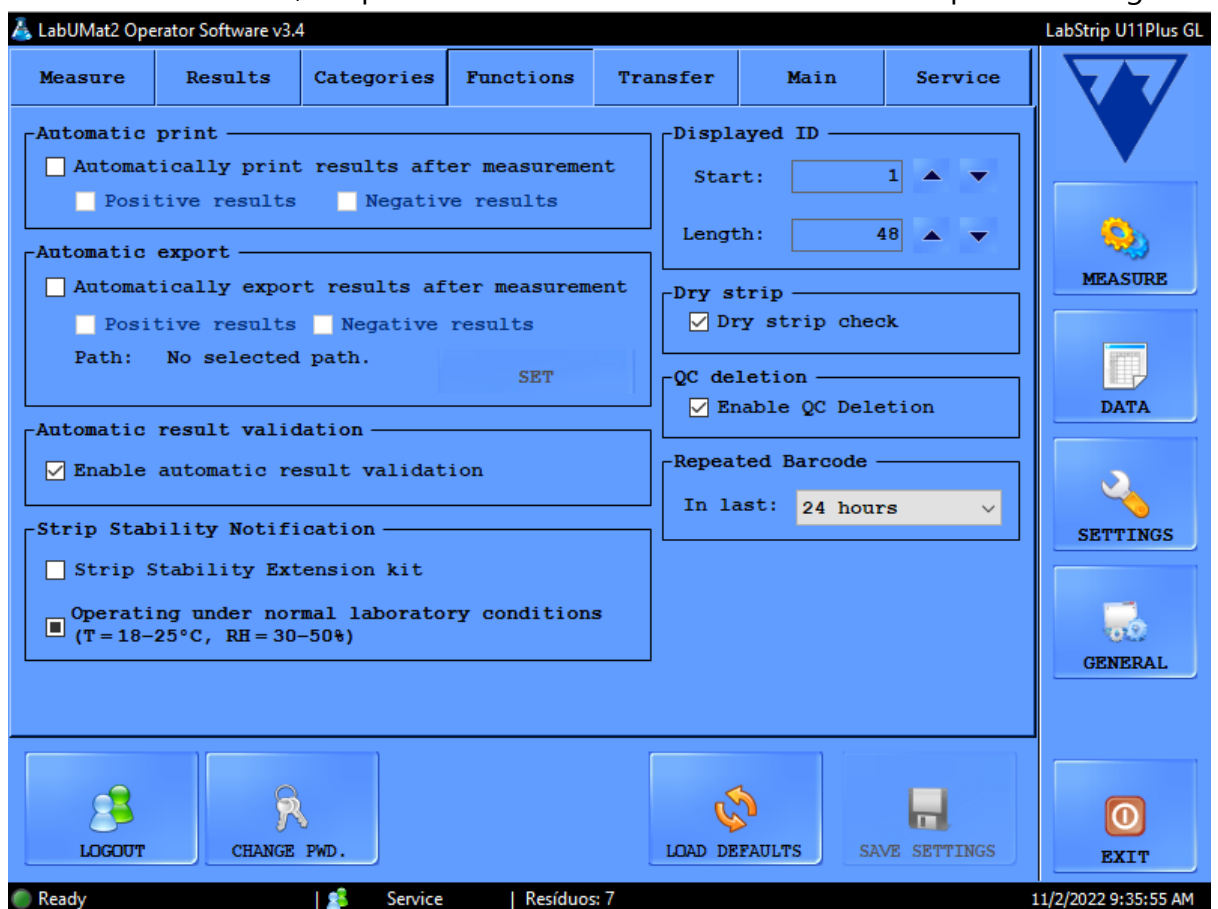 LabUMat2 Operator Software v3.4
LabStrip U11Plus GL
Measure
Results
Categories
Functions
Transfer
Main
Service
Automatic print
Automatically print results after measurement
Positive results
Negative results
Automatic export
Automatically export results after measurement
Positive results
Negative results
Path: No selected path.
SET
Automatic result validation
Enable automatic result validation
Strip Stability Notification
Strip Stability Extension kit
Operating under normal laboratory conditions
(T = 18-25°C, RH = 30-50%)
Displayed ID
Start: 1
Length: 48
Dry strip
Dry strip check
QC deletion
Enable QC Deletion
Repeated Barcode
In last: 24 hours
MEASURE
DATA
SETTINGS
GENERAL
LOGOUT
CHANGE PWD.
LOAD DEFAULTS
SAVE SETTINGS
EXIT
Ready
| Service
| Resíduos: 7
11/2/2022 9:35:55 AM